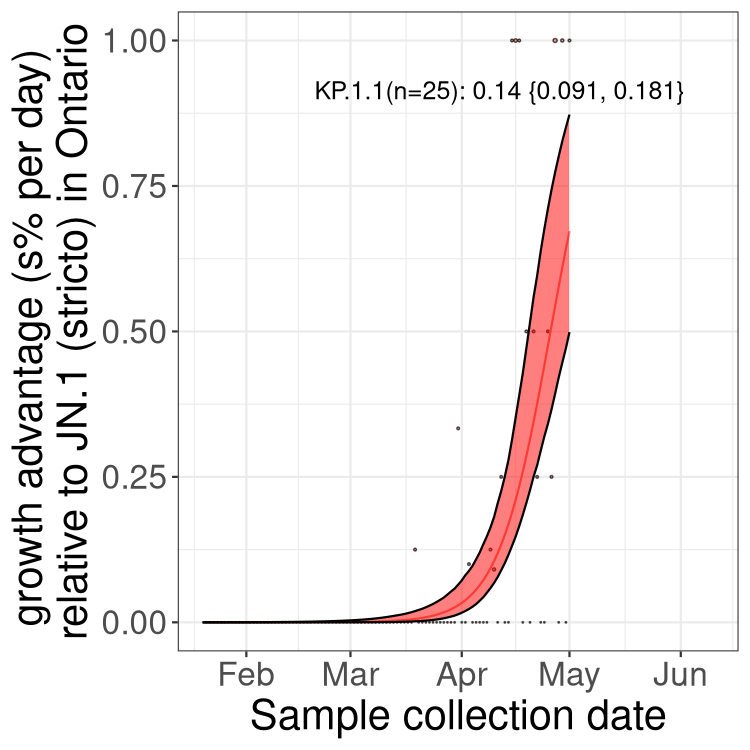 growth advantage (s% per day)
relative to JN.1 (stricto) in Ontario
1.00
0.75
0.50
0.25
0.00
KP.1.1(n=25): 0.14 {0.091, 0.181}
Feb Mar Apr May Jun
Sample collection date